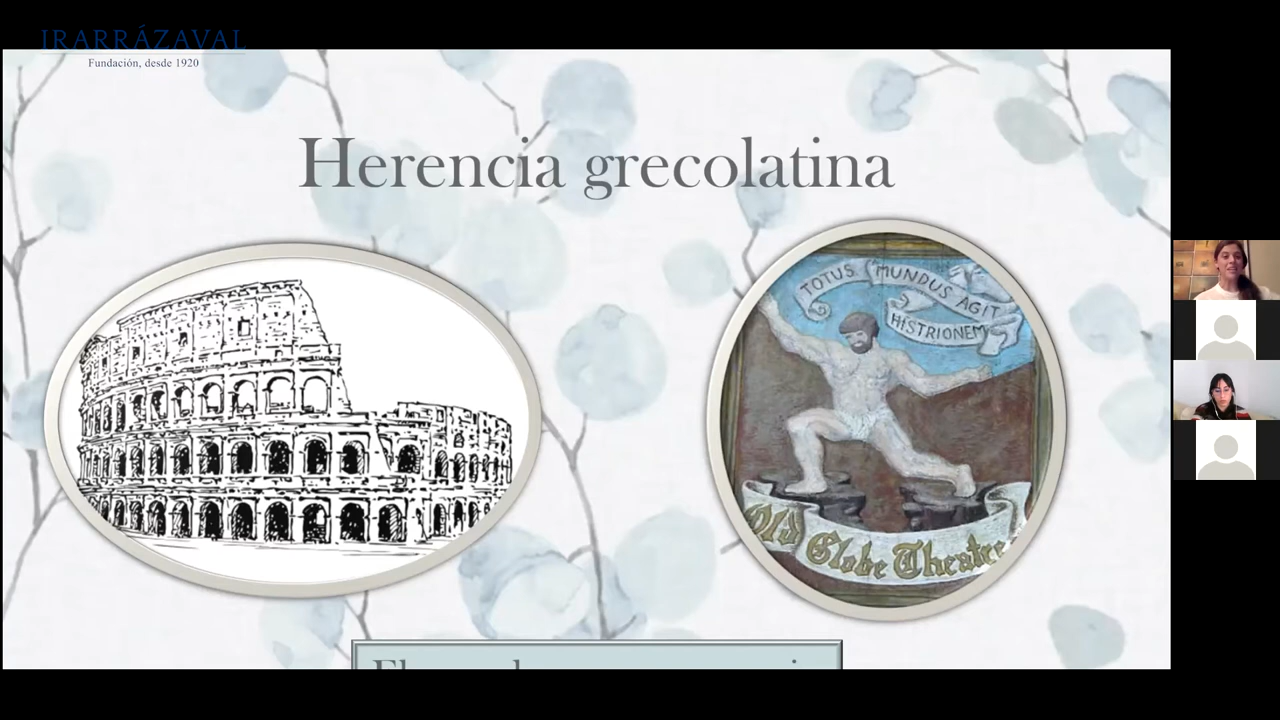 IRARRÁZAVAL
Fundación, desde 1920
Herencia grecolatina
TOTUS MUNDUS AGIT
HISTRIONEM
Old Globe Theatre